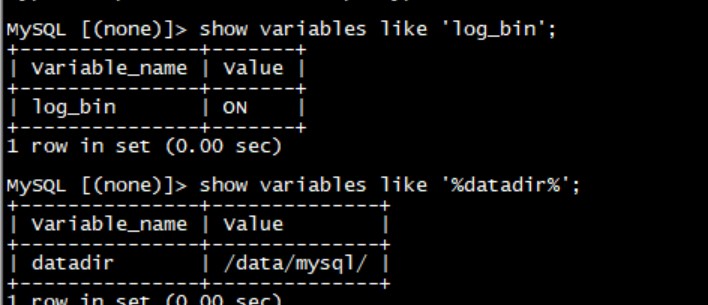 MySQL [(none)]> show variables like 'log_bin';
+---------------+-------+
| Variable_name | Value |
+---------------+-------+
| log_bin       | ON    |
+---------------+-------+
1 row in set (0.00 sec)
MySQL [(none)]> show variables like '%datadir%';
+---------------+--------------+
| Variable_name | Value        |
+---------------+--------------+
| datadir       | /data/mysql/ |
+---------------+--------------+
1 row in set (0.00 sec)